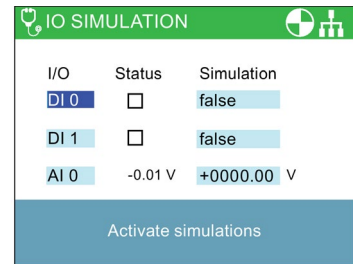 IO SIMULATION
I/O Status Simulation
DI 0 false
DI 1 false
AI 0 -0.01 V +0000.00 V
Activate simulations